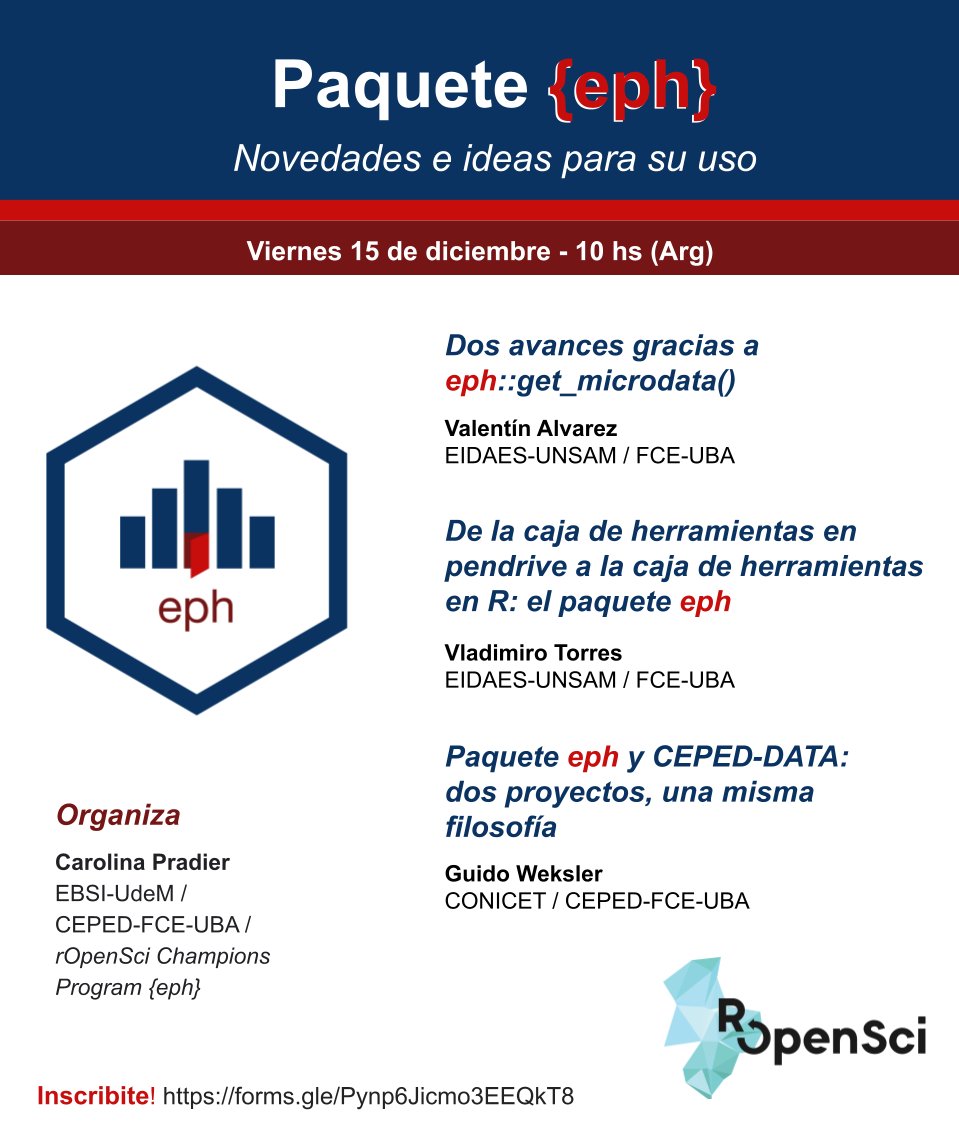 Paquete {eph}
Novedades e ideas para su uso
Viernes 15 de diciembre - 10 hs (Arg)
Dos avances gracias a
eph::get_microdata()
Valentín Alvarez
EIDAES-UNSAM / FCE-UBA
De la caja de herramientas en
pendrive a la caja de herramientas
en R: el paquete eph
Vladimiro Torres
EIDAES-UNSAM / FCE-UBA
Paquete eph y CEPED-DATA:
dos proyectos, una misma
filosofía
Guido Weksler
CONICET / CEPED-FCE-UBA
eph
Organiza
Carolina Pradier
EBSI-UdeM /
CEPED-FCE-UBA /
rOpenSci Champions
Program {eph}
ROpenSci
Inscribite! https://forms.gle/Pynp6Jicmo3EEQkT8